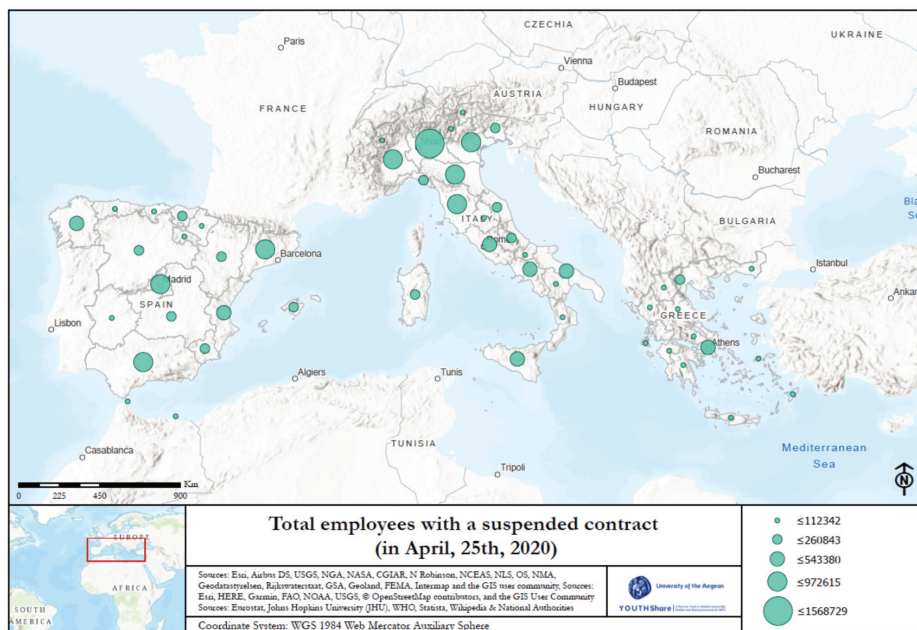 CZECHIA
UKRAINE
Paris
Vienna
AUSTRIA
Budapest
FRANCE
HUNGARY
ROMANIA
Bucharest
BULGARIA
ITALY
Barcelona
Istanbul
Madrid
SPAIN
Lisbon
GREECE
Athens
Ankar
Algiers
Tunis
Casablanca
TUNISIA
Tripoli
Mediterranean
Sea
Km
0 225 450 900
N
EUROPE
AFRICA
SOUTH
AMERICA
Total employees with a suspended contract
(in April, 25th, 2020)
Sources: Esri, Airbus DS, USGS, NGA, NASA, CGIAR, N Robinson, NCEAS, NLS, OS, NMA,
Geodatastyrelsen, Rijkswaterstaat, GSA, Geoland, FEMA, Intermap and the GIS user community, Sources:
Esri, HERE, Garmin, FAO, NOAA, USGS, © OpenStreetMap contributors, and the GIS User Community
Sources: Eurostat, Johns Hopkins University (JHU), WHO, Statista, Wikipedia & National Authorities
Coordinate System: WGS 1984 Web Mercator Auxiliary Sphere
University of the Aegean
YOUTHShare
≤112342
≤260843
≤543380
≤972615
≤1568729